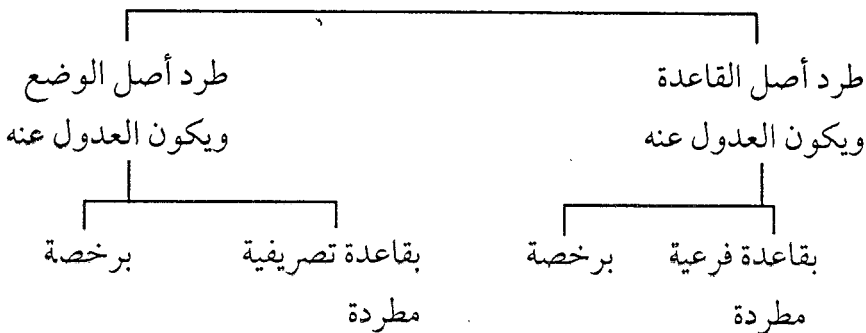 طرد أصل القاعدة
ويكون العدول عنه
بقاعدة فرعية
مطردة
برخصة
طرد أصل الوضع
ويكون العدول عنه
بقاعدة تصريفية
مطردة
برخصة